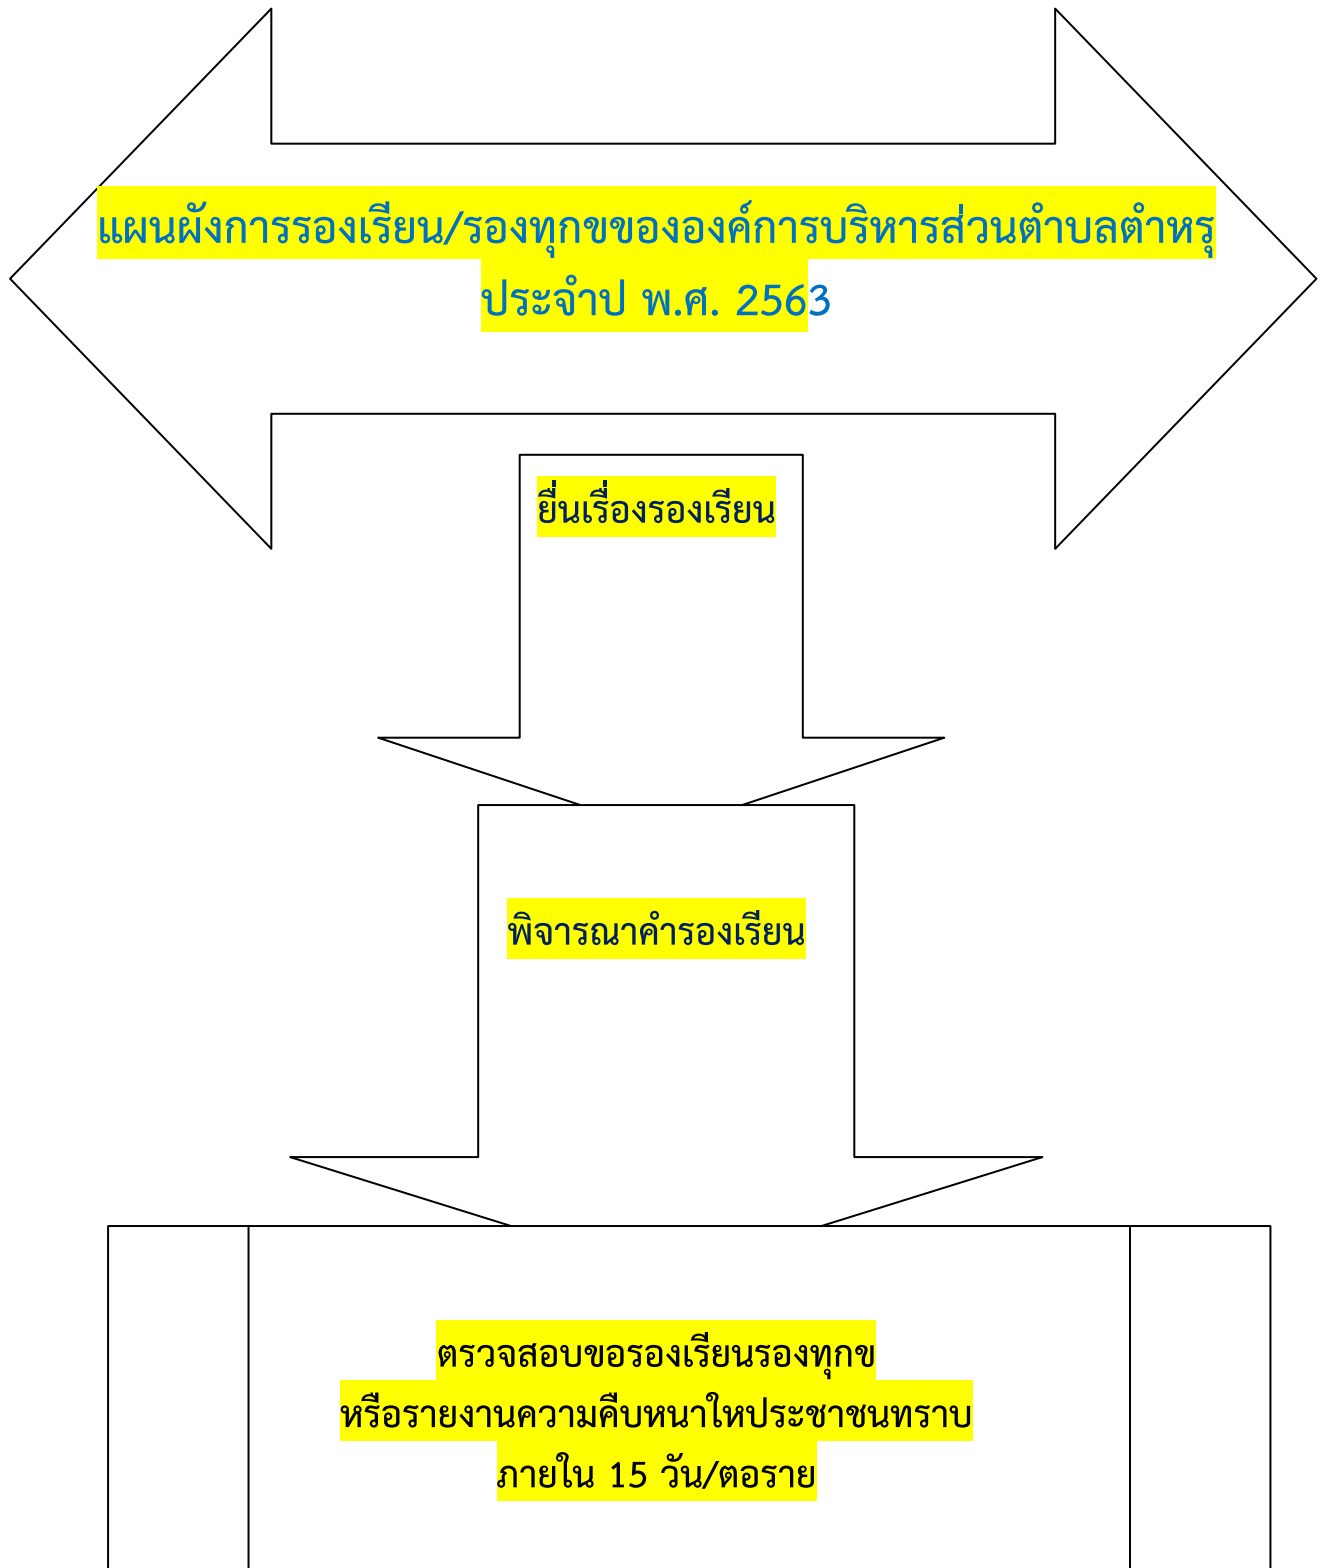 แผนผังการรองเรียน/รองทุกขขององค์การบริหารส่วนตำบลตำหรุ
ประจำป พ.ศ. 2563
ยื่นเรื่องรองเรียน
พิจารณาคำรองเรียน
ตรวจสอบขอรองเรียนรองทุกข
หรือรายงานความคืบหนาใหประชาชนทราบ
ภายใน 15 วัน/ตอราย